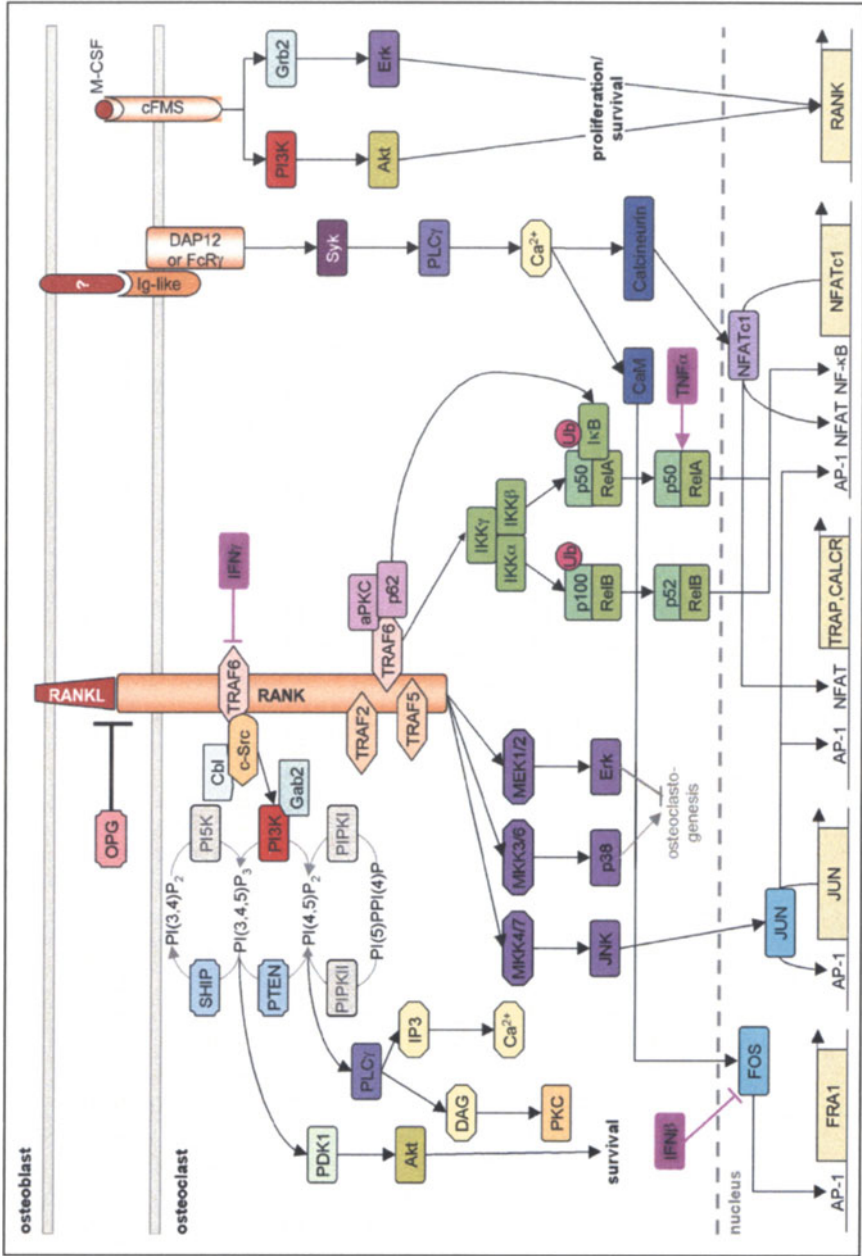 osteoblast
osteoclast
OPG
RANKL
RANK
?
Ig-like
DAP12
or FcRγ
M-CSF
cFMS
PI(3,4)P2
SHIP
PI5K
PI(3,4,5)P3
PTEN
PI3K
Gab2
PI(4,5)P2
PIPKII
PIPKI
PI(5)PPI(4)P
Cbl
c-Src
TRAF6
IFNγ
TRAF2
TRAF5
TRAF6
aPKC
p62
Syk
PLCγ
Ca2+
Calcineurin
CaM
PI3K
Grb2
Akt
Erk
proliferation/
survival
PDK1
Akt
survival
PLCγ
DAG
IP3
PKC
Ca2+
MKK4/7
MKK3/6
MEK1/2
JNK
p38
Erk
osteoclasto-
genesis
IKKγ
IKKα
IKKβ
Ub
p100
RelB
Ub
p50
IκB
RelA
p52
RelB
p50
RelA
TNFα
IFNβ
nucleus
FOS
JUN
NFATc1
AP-1
FRA1
AP-1
JUN
AP-1
NFAT
TRAP,CALCR
AP-1
NFAT
NF-κB
NFATc1
RANK